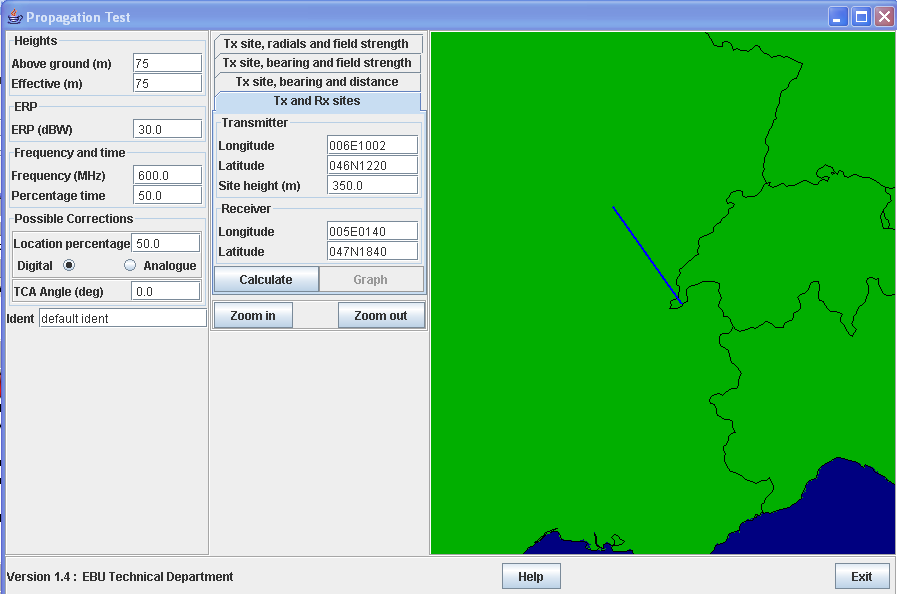 Propagation Test
Heights
Above ground (m) 75
Effective (m) 75
ERP
ERP (dBW) 30.0
Frequency and time
Frequency (MHz) 600.0
Percentage time 50.0
Possible Corrections
Location percentage 50.0
Digital Analogue
TCA Angle (deg) 0.0
Ident default ident
Tx site, radials and field strength
Tx site, bearing and field strength
Tx site, bearing and distance
Tx and Rx sites
Transmitter
Longitude 006E1002
Latitude 046N1220
Site height (m) 350.0
Receiver
Longitude 005E0140
Latitude 047N1840
Calculate Graph
Zoom in Zoom out
Version 1.4 : EBU Technical Department
Help
Exit